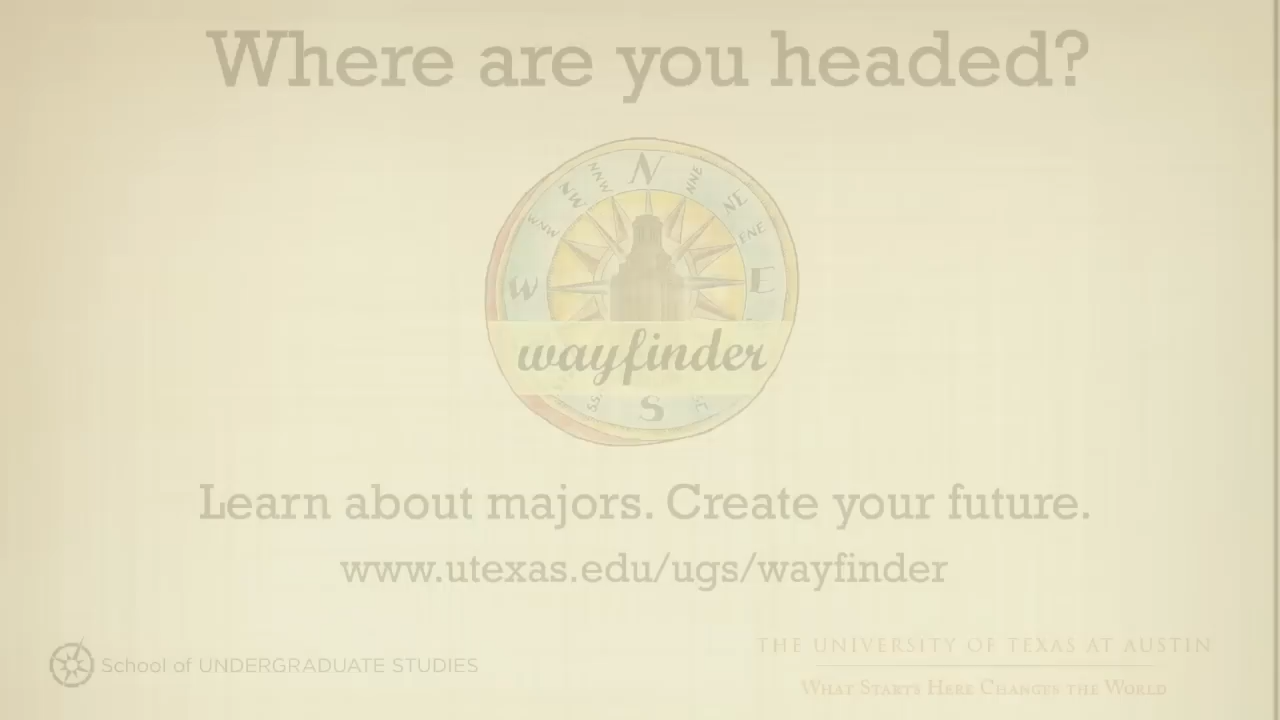 Where are you headed?
N
NNW
NNE
NW
NE
WNW
ENE
W
E
wayfinder
S
Learn about majors. Create your future.
www.utexas.edu/ugs/wayfinder
School of UNDERGRADUATE STUDIES
THE UNIVERSITY OF TEXAS AT AUSTIN
WHAT STARTS HERE CHANGES THE WORLD